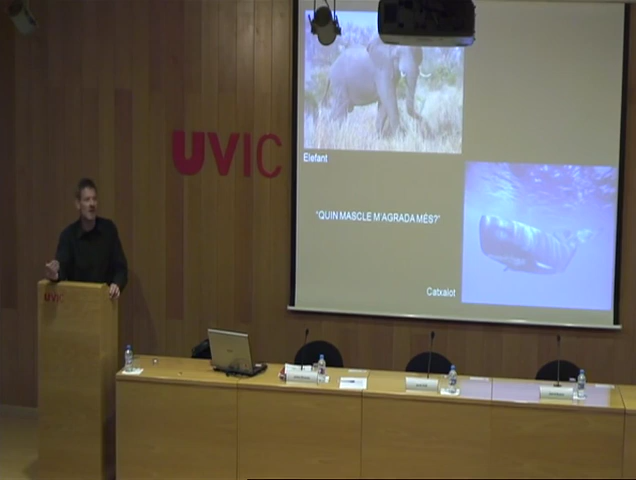 UVIC
Elefant
"QUIN MASCLE M'AGRADA MÉS?"
Catxalot
UVIC